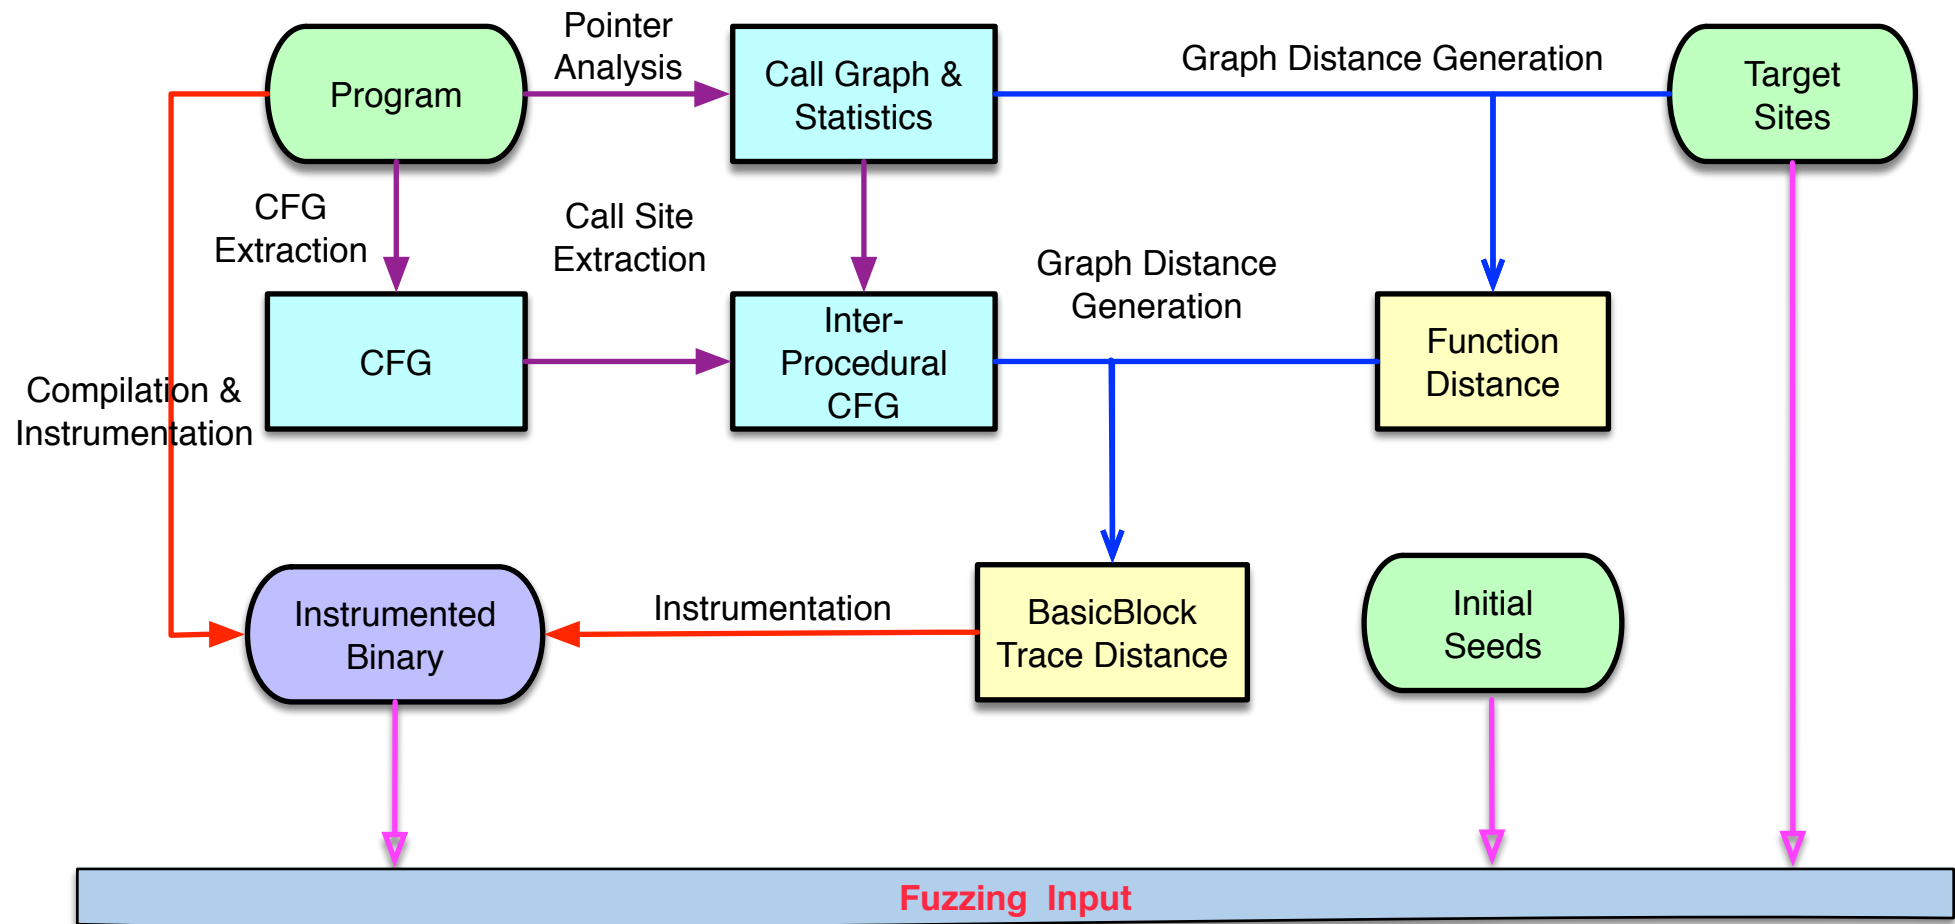 Pointer
Analysis
Program
Call Graph &
Statistics
Graph Distance Generation
Target
Sites
CFG
Extraction
Call Site
Extraction
Graph Distance
Generation
Compilation &
Instrumentation
CFG
Inter-
Procedural
CFG
Function
Distance
Instrumented
Binary
Instrumentation
BasicBlock
Trace Distance
Initial
Seeds
Fuzzing Input